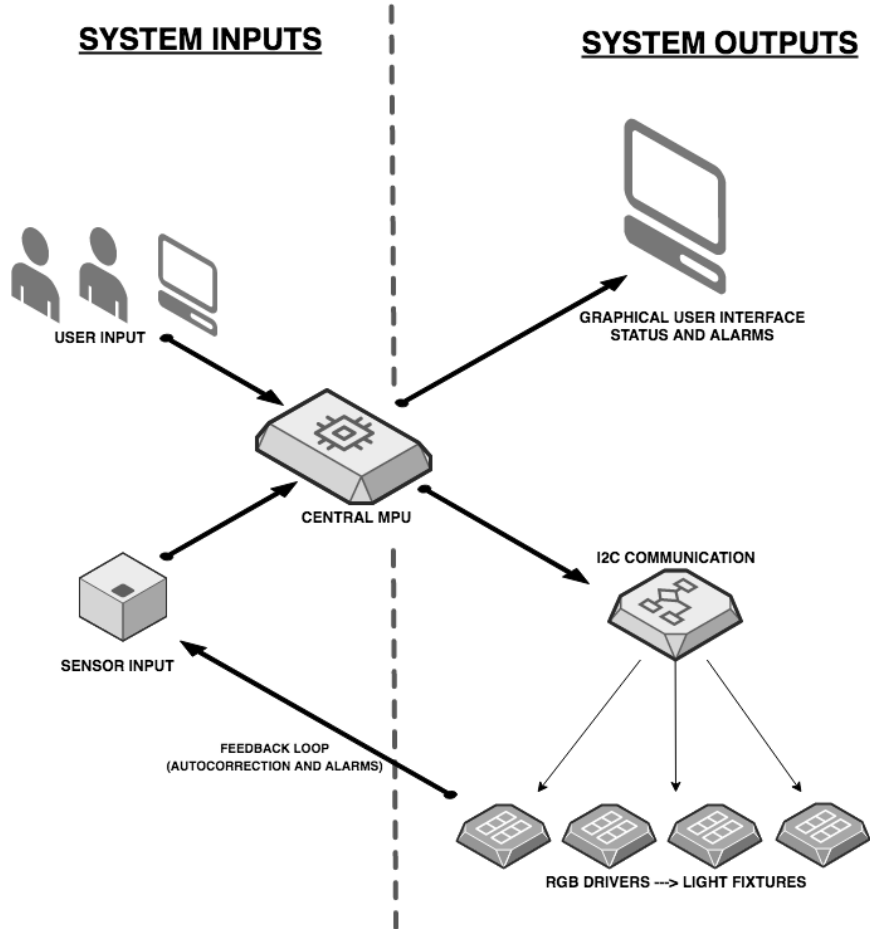 SYSTEM INPUTS
SYSTEM OUTPUTS
GRAPHICAL USER INTERFACE
STATUS AND ALARMS
USER INPUT
CENTRAL MPU
I2C COMMUNICATION
SENSOR INPUT
FEEDBACK LOOP
(AUTOCORRECTION AND ALARMS)
RGB DRIVERS ---> LIGHT FIXTURES